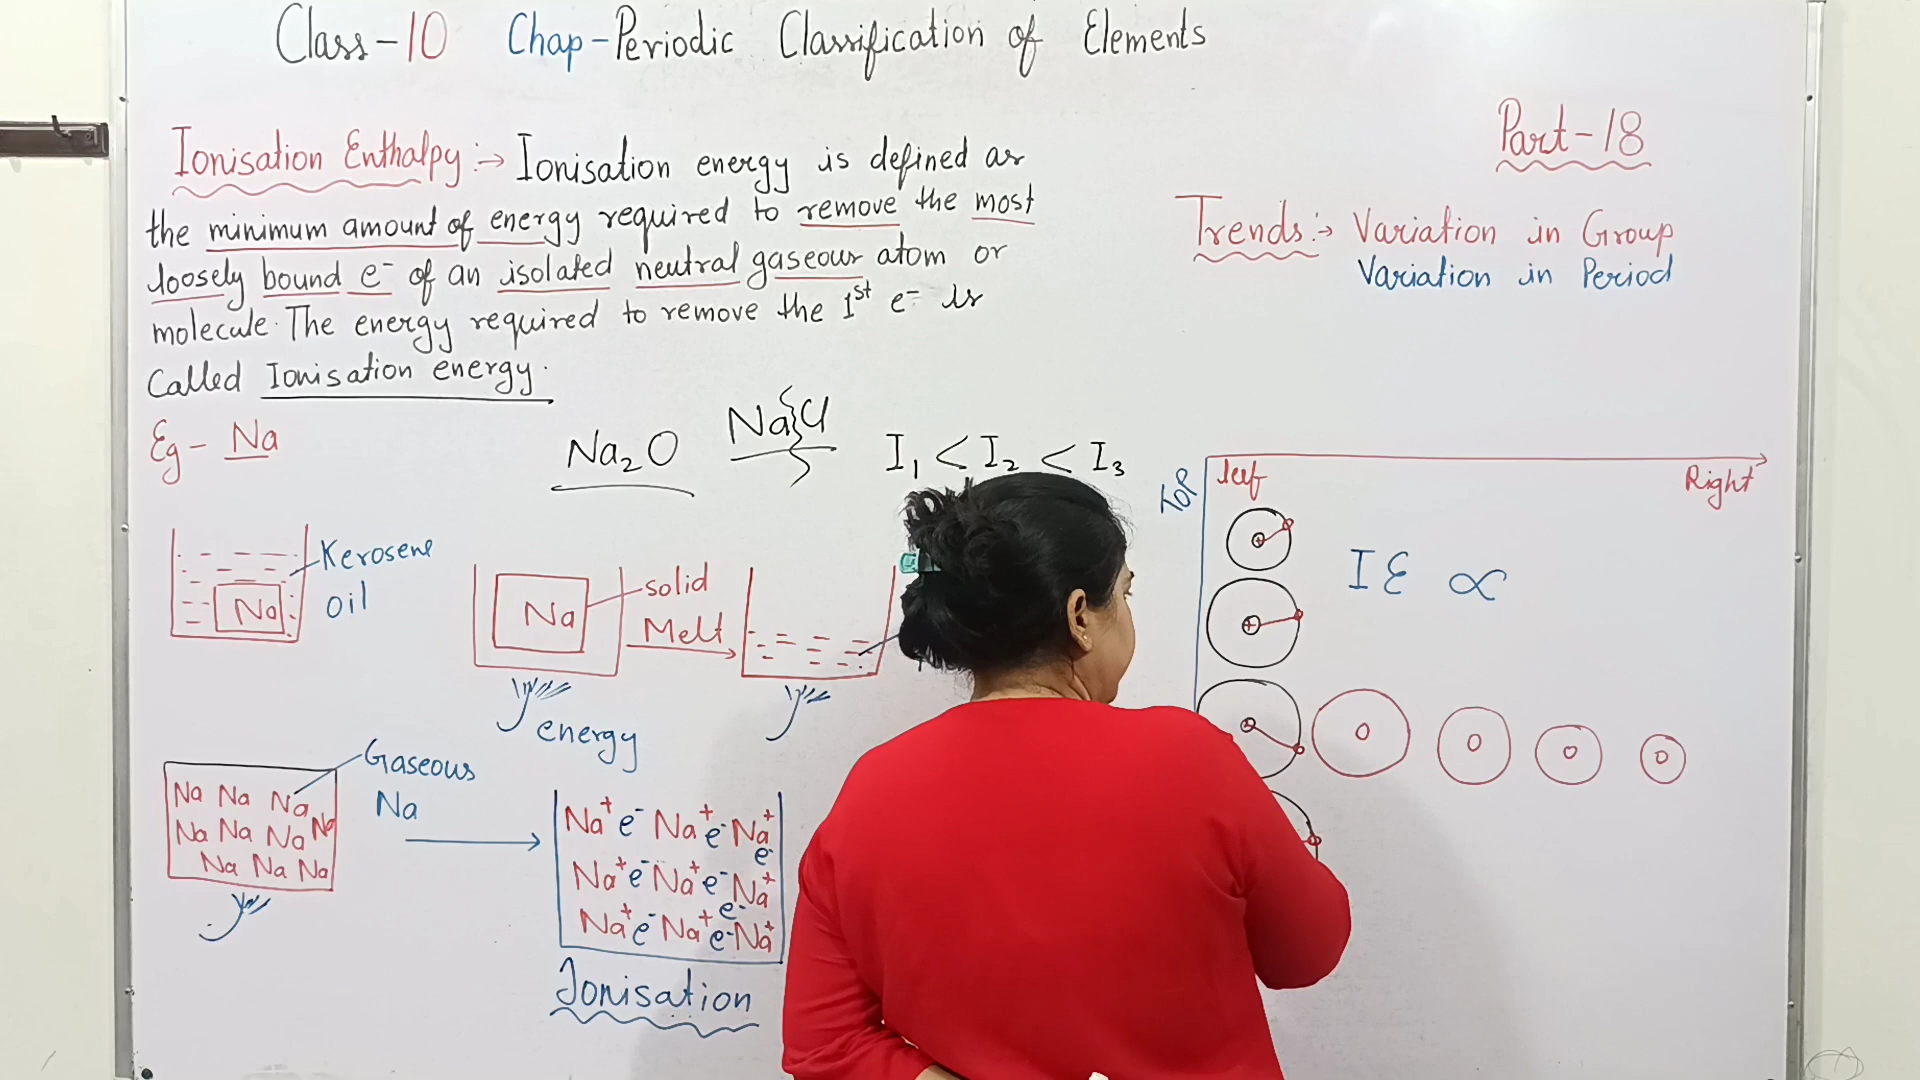 Class-10 Chap-Periodic Classification of Elements
Part-18
Ionisation Enthalpy:→ Ionisation energy is defined as
the minimum amount of energy required to remove the most
loosely bound e⁻ of an isolated neutral gaseous atom or
molecule. The energy required to remove the 1st e⁻ is
Called Ionisation energy.
Trends:→ Variation in Group
Variation in Period
Eg- Na
Na₂O
NaCl
I₁ < I₂ < I₃
Kerosene
oil
Na
Na
solid
Melt
energy
Gaseous
Na
Na Na Na
Na Na Na Na
Na Na Na
Na⁺ e⁻ Na⁺ e⁻ Na⁺
e⁻
Na⁺ e⁻ Na⁺ e⁻ Na⁺
e⁻
Na⁺ e⁻ Na⁺ e⁻ Na⁺
Ionisation
TOP
left
Right
+
+
+
IE ∝